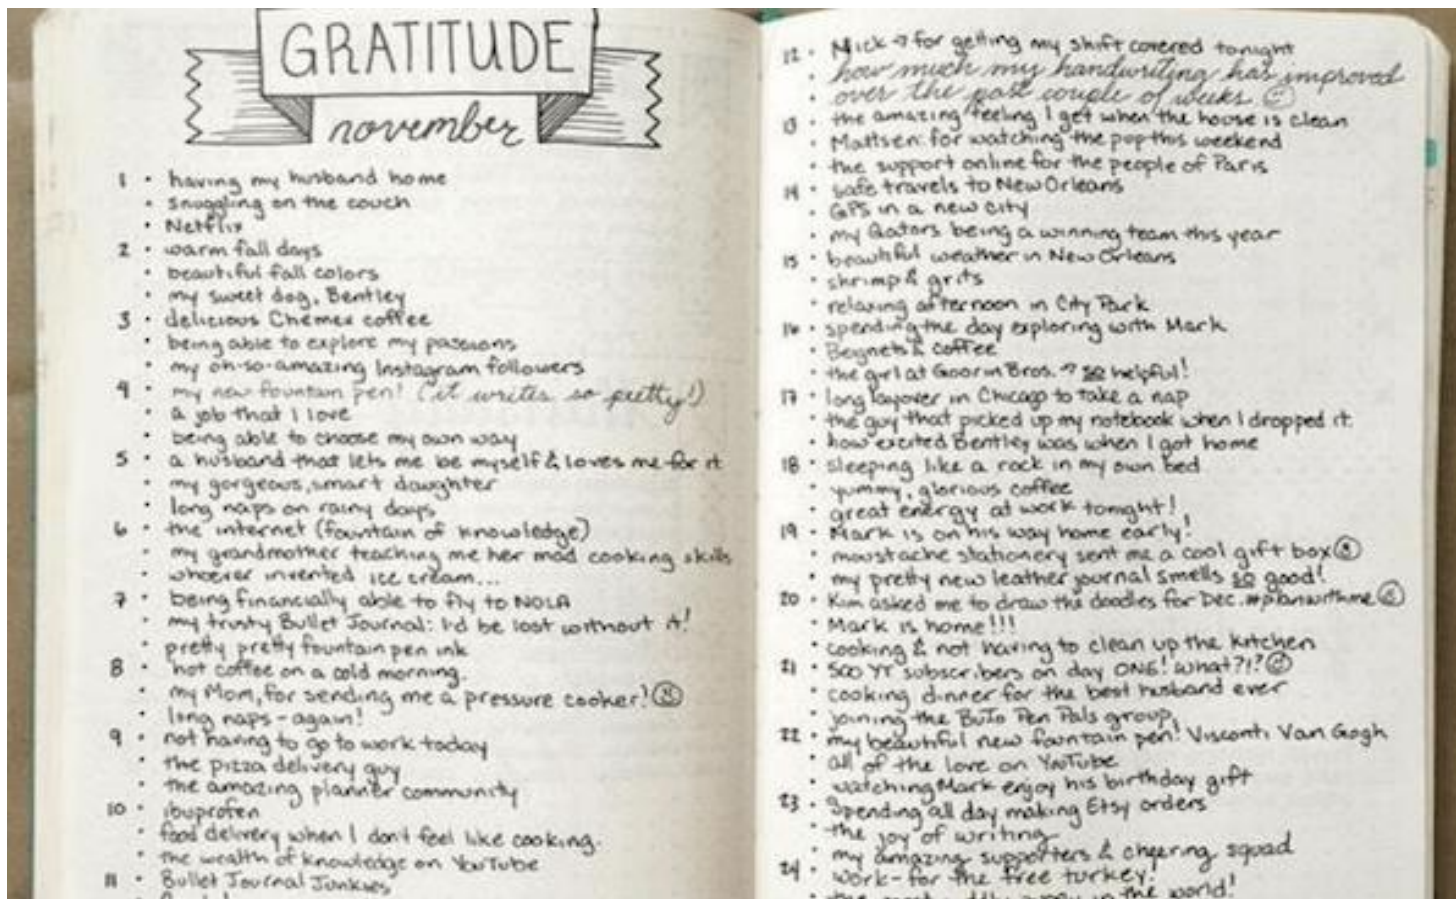 GRATITUDE
november
1 · having my husband home
· snuggling on the couch
· Netflix
2 · warm fall days
· beautiful fall colors
· my sweet dog, Bentley
3 · delicious Chemex coffee
· being able to explore my passions
· my oh-so-amazing Instagram followers
4 · my new fountain pen! (it writes so pretty!)
· a job that I love
· being able to choose my own way
5 · a husband that lets me be myself & loves me for it
· my gorgeous, smart daughter
· long naps on rainy days
6 · the internet (fountain of knowledge)
· my grandmother teaching me her mad cooking skills
· whoever invented ice cream...
7 · being financially able to fly to NOLA
· my trusty Bullet Journal: I'd be lost without it!
· pretty pretty fountain pen ink
8 · hot coffee on a cold morning.
· my Mom, for sending me a pressure cooker!
· long naps - again!
9 · not having to go to work today
· the pizza delivery guy
· the amazing planner community
10 · ibuprofen
· food delivery when I don't feel like cooking.
· the wealth of knowledge on YouTube
11 · Bullet Journal Junkies
12 · Mick → for getting my shift covered tonight
· how much my handwriting has improved
· over the past couple of weeks ☺
13 · the amazing feeling I get when the house is clean
· Mattsen: for watching the pop this weekend
· the support online for the people of Paris
14 · safe travels to New Orleans
· GPS in a new city
· my Gators being a winning team this year
15 · beautiful weather in New Orleans
· shrimp & grits
· relaxing afternoon in City Park
16 · spending the day exploring with Mark
· Beignets & coffee
· the girl at Goorin Bros. → so helpful!
17 · long layover in Chicago to take a nap
· the guy that picked up my notebook when I dropped it.
· how excited Bentley was when I got home
18 · sleeping like a rock in my own bed
· yummy, glorious coffee
· great energy at work tonight!
19 · Mark is on his way home early!
· moustache stationery sent me a cool gift box
· my pretty new leather journal smells so good!
20 · Kim asked me to draw the doodles for Dec. #planwithme
· Mark is home!!!
· cooking & not having to clean up the kitchen
21 · 500 YT subscribers on day ONE! What?!? ☺
· cooking dinner for the best husband ever
· joining the BuJo Pen Pals group
22 · my beautiful new fountain pen! Visconti Van Gogh
· all of the love on YouTube
· watching Mark enjoy his birthday gift
23 · Spending all day making Etsy orders
· the joy of writing
· my amazing supporters & cheering squad
24 · work - for the free turkey!
in the world!